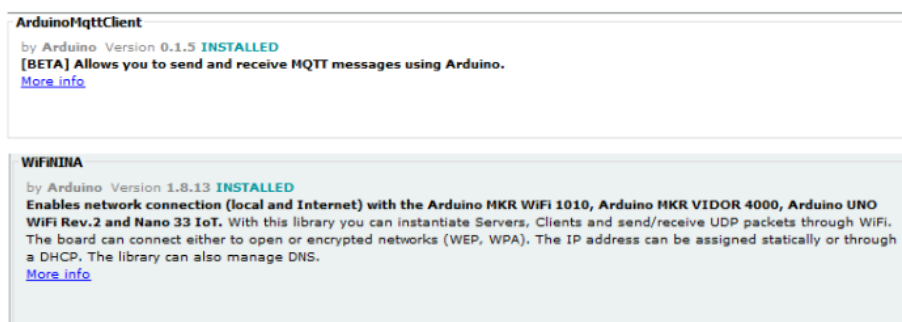 ArduinoMqttClient
by Arduino Version 0.1.5 INSTALLED
[BETA] Allows you to send and receive MQTT messages using Arduino.
More info
WiFiNINA
by Arduino Version 1.8.13 INSTALLED
Enables network connection (local and Internet) with the Arduino MKR WiFi 1010, Arduino MKR VIDOR 4000, Arduino UNO
WiFi Rev.2 and Nano 33 IoT. With this library you can instantiate Servers, Clients and send/receive UDP packets through WiFi.
The board can connect either to open or encrypted networks (WEP, WPA). The IP address can be assigned statically or through
a DHCP. The library can also manage DNS.
More info